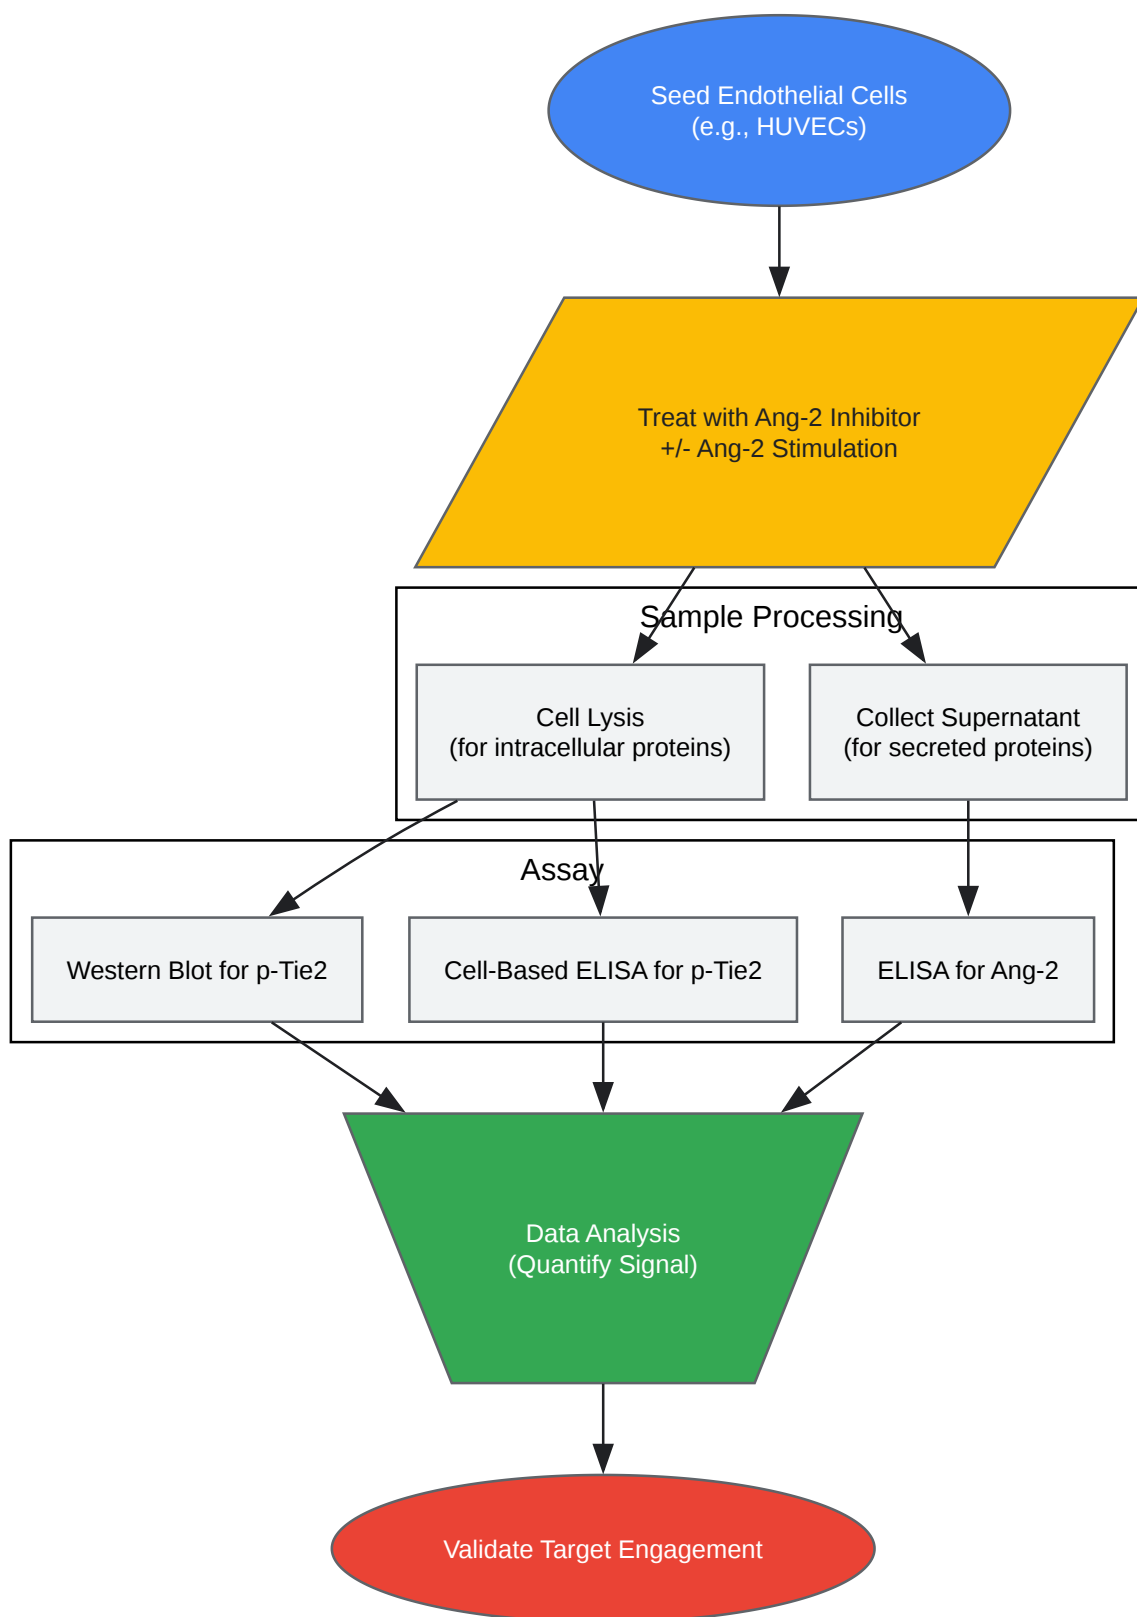 Seed Endothelial Cells
(e.g., HUVECs)
Treat with Ang-2 Inhibitor
+/- Ang-2 Stimulation
Sample Processing
Cell Lysis
(for intracellular proteins)
Collect Supernatant
(for secreted proteins)
Assay
Western Blot for p-Tie2
Cell-Based ELISA for p-Tie2
ELISA for Ang-2
Data Analysis
(Quantify Signal)
Validate Target Engagement